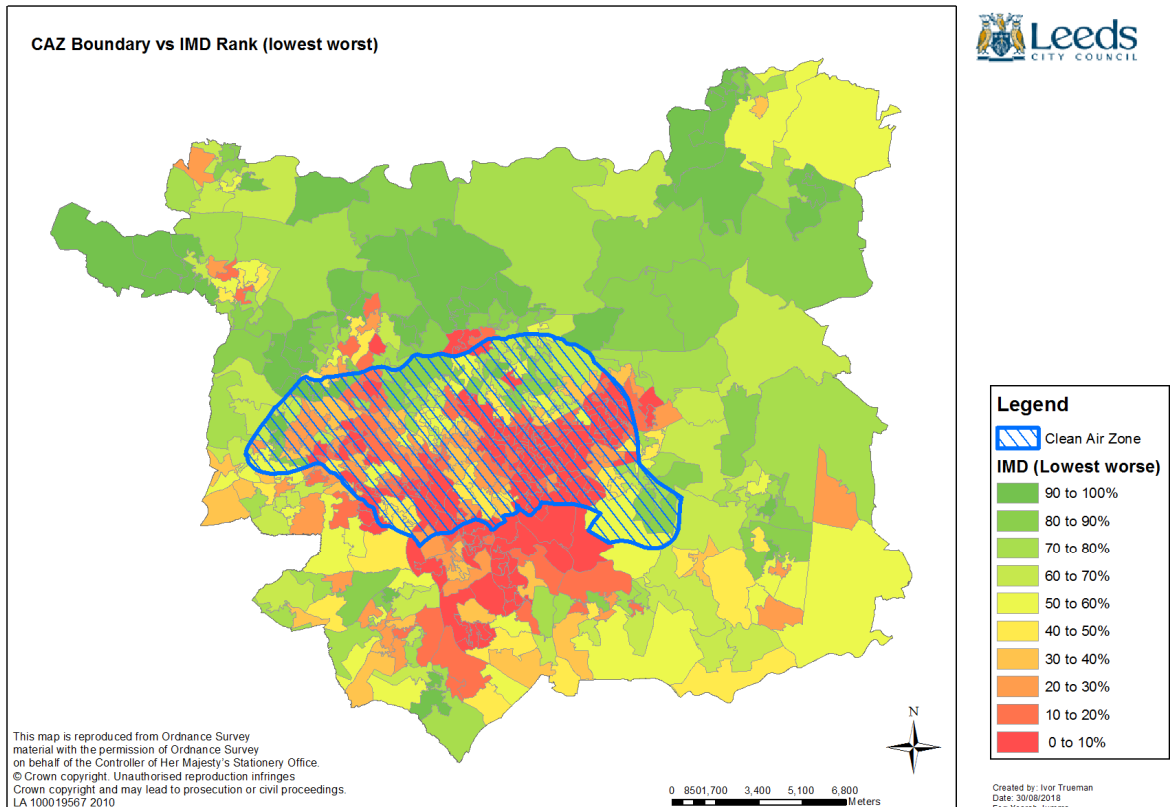 CAZ Boundary vs IMD Rank (lowest worst)
Leeds
CITY COUNCIL
Legend
Clean Air Zone
IMD (Lowest worse)
90 to 100%
80 to 90%
70 to 80%
60 to 70%
50 to 60%
40 to 50%
30 to 40%
20 to 30%
10 to 20%
0 to 10%
N
This map is reproduced from Ordnance Survey
material with the permission of Ordnance Survey
on behalf of the Controller of Her Majesty's Stationery Office.
© Crown copyright. Unauthorised reproduction infringes
Crown copyright and may lead to prosecution or civil proceedings.
LA 100019567 2010
0 8501,700 3,400 5,100 6,800
Meters
Created by: Ivor Trueman
Date: 30/08/2018